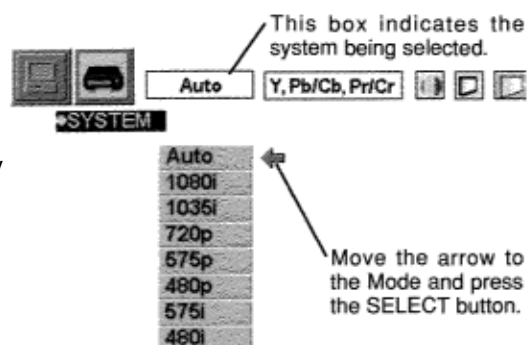 This box indicates the
system being selected.
Auto
Y, Pb/Cb, Pr/Cr
SYSTEM
Auto
1080i
1035i
720p
575p
480p
575i
480i
Move the arrow to
the Mode and press
the SELECT button.